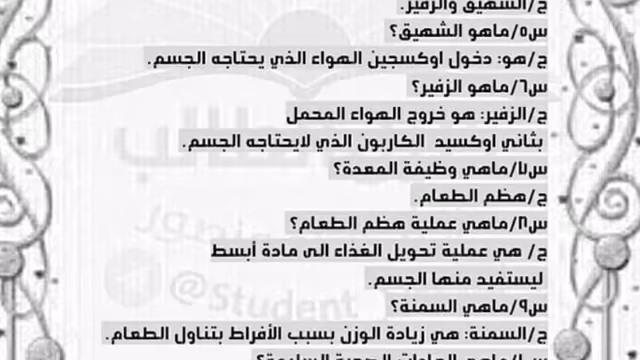 ج/الشهيق والزفير.
س٥/ماهو الشهيق؟
ج/هو: دخول اوكسجين الهواء الذي يحتاجه الجسم.
س٦/ماهو الزفير؟
ج/الزفير: هو خروج الهواء المحمل
بثاني اوكسيد الكاربون الذي لايحتاجه الجسم.
س٧/ماهي وظيفة المعدة؟
ج/هظم الطعام.
س٨/ماهي عملية هظم الطعام؟
ج/ هي عملية تحويل الغذاء الى مادة أبسط
ليستفيد منها الجسم.
س٩/ماهي السمنة؟
ج/السمنة: هي زيادة الوزن بسبب الأفراط بتناول الطعام.
@Student